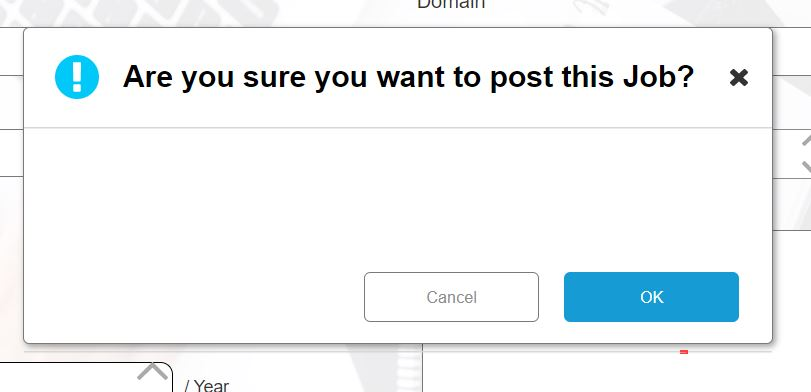 Domain
Are you sure you want to post this Job?
Cancel
OK
/ Year